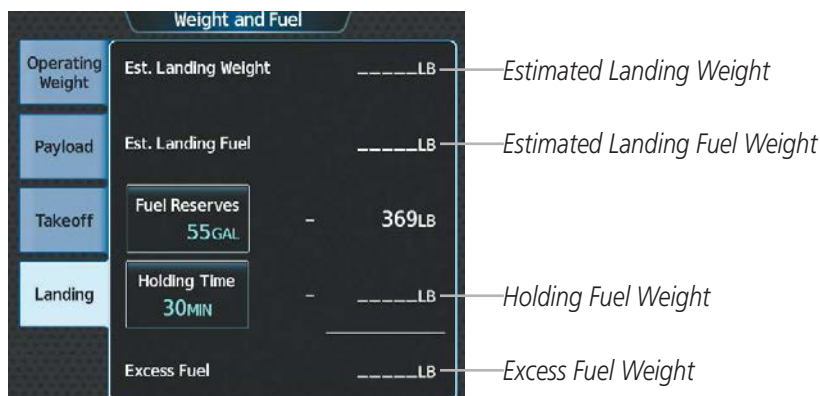 Weight and Fuel
Operating Weight
Est. Landing Weight _____LB Estimated Landing Weight
Payload
Est. Landing Fuel _____LB Estimated Landing Fuel Weight
Takeoff
Fuel Reserves
55GAL – 369LB
Landing
Holding Time
30MIN – _____LB Holding Fuel Weight
Excess Fuel _____LB Excess Fuel Weight